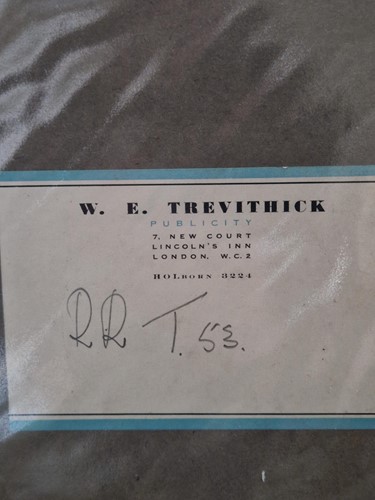 W. E. TREVITHICK
PUBLICITY
7, NEW COURT
LINCOLN'S INN
LONDON, W.C.2
HOLBORN 3224
RR T. 53.